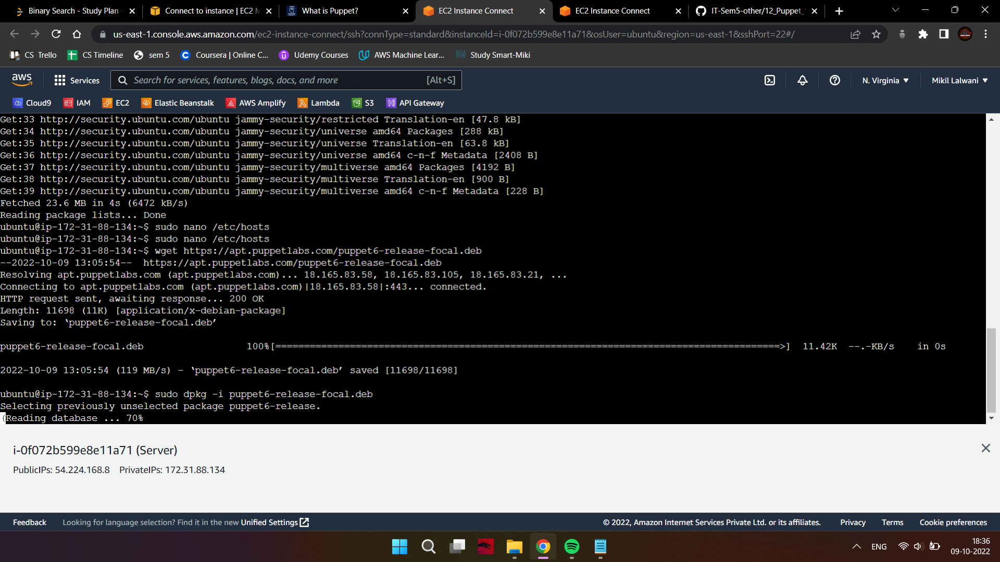 Binary Search - Study Plan -
Connect to instance | EC2 M
What is Puppet?
EC2 Instance Connect
EC2 Instance Connect
IT-Sem5-other/12_Puppet_S
us-east-1.console.aws.amazon.com/ec2-instance-connect/ssh?connType=standard&instanceId=i-0f072b599e8e11a71&osUser=ubuntu&region=us-east-1&sshPort=22#/
CS Trello
CS Timeline
sem 5
Coursera | Online C...
Udemy Courses
AWS Machine Lear...
Study Smart-Miki
aws
Services
Search for services, features, blogs, docs, and more
[Alt+S]
N. Virginia
Mikil Lalwani
Cloud9
IAM
EC2
Elastic Beanstalk
AWS Amplify
Lambda
S3
API Gateway
Get:33 http://security.ubuntu.com/ubuntu jammy-security/restricted Translation-en [47.8 kB]
Get:34 http://security.ubuntu.com/ubuntu jammy-security/universe amd64 Packages [288 kB]
Get:35 http://security.ubuntu.com/ubuntu jammy-security/universe Translation-en [63.8 kB]
Get:36 http://security.ubuntu.com/ubuntu jammy-security/universe amd64 c-n-f Metadata [2408 B]
Get:37 http://security.ubuntu.com/ubuntu jammy-security/multiverse amd64 Packages [4192 B]
Get:38 http://security.ubuntu.com/ubuntu jammy-security/multiverse Translation-en [900 B]
Get:39 http://security.ubuntu.com/ubuntu jammy-security/multiverse amd64 c-n-f Metadata [228 B]
Fetched 23.6 MB in 4s (6472 kB/s)
Reading package lists... Done
ubuntu@ip-172-31-88-134:~$ sudo nano /etc/hosts
ubuntu@ip-172-31-88-134:~$ sudo nano /etc/hosts
ubuntu@ip-172-31-88-134:~$ wget https://apt.puppetlabs.com/puppet6-release-focal.deb
--2022-10-09 13:05:54--  https://apt.puppetlabs.com/puppet6-release-focal.deb
Resolving apt.puppetlabs.com (apt.puppetlabs.com)... 18.165.83.58, 18.165.83.105, 18.165.83.21, ...
Connecting to apt.puppetlabs.com (apt.puppetlabs.com)|18.165.83.58|:443... connected.
HTTP request sent, awaiting response... 200 OK
Length: 11698 (11K) [application/x-debian-package]
Saving to: ‘puppet6-release-focal.deb’
puppet6-release-focal.deb 100%[========================================================================================>] 11.42K --.-KB/s in 0s
2022-10-09 13:05:54 (119 MB/s) - ‘puppet6-release-focal.deb’ saved [11698/11698]
ubuntu@ip-172-31-88-134:~$ sudo dpkg -i puppet6-release-focal.deb
Selecting previously unselected package puppet6-release.
(Reading database ... 70%
i-0f072b599e8e11a71 (Server)
PublicIPs: 54.224.168.8 PrivateIPs: 172.31.88.134
Feedback
Looking for language selection? Find it in the new Unified Settings
© 2022, Amazon Internet Services Private Ltd. or its affiliates.
Privacy
Terms
Cookie preferences
ENG
18:36
09-10-2022